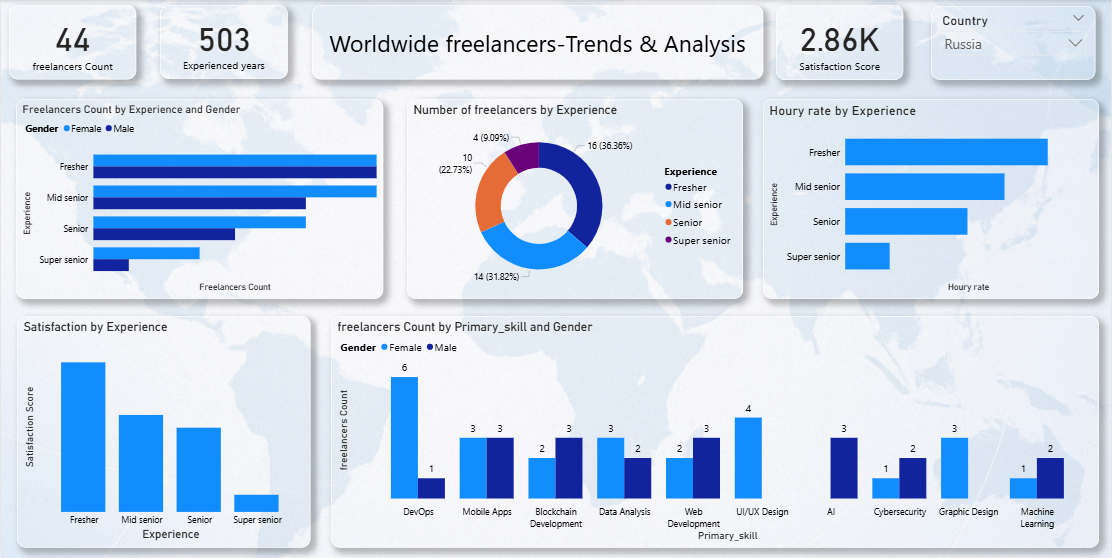 44
freelancers Count
503
Experienced years
Worldwide freelancers-Trends & Analysis
2.86K
Satisfaction Score
Country
Russia
Freelancers Count by Experience and Gender
Gender Female Male
Experience
Fresher
Mid senior
Senior
Super senior
Freelancers Count
Number of freelancers by Experience
4 (9.09%)
16 (36.36%)
10
(22.73%)
14 (31.82%)
Experience
Fresher
Mid senior
Senior
Super senior
Houry rate by Experience
Experience
Fresher
Mid senior
Senior
Super senior
Houry rate
Satisfaction by Experience
Satisfaction Score
Fresher Mid senior Senior Super senior
Experience
freelancers Count by Primary_skill and Gender
Gender Female Male
freelancers Count
6 1 3 3 2 3 3 2 2 3 4 3 1 2 3 1 2
DevOps Mobile Apps Blockchain Development Data Analysis Web Development UI/UX Design AI Cybersecurity Graphic Design Machine Learning
Primary_skill